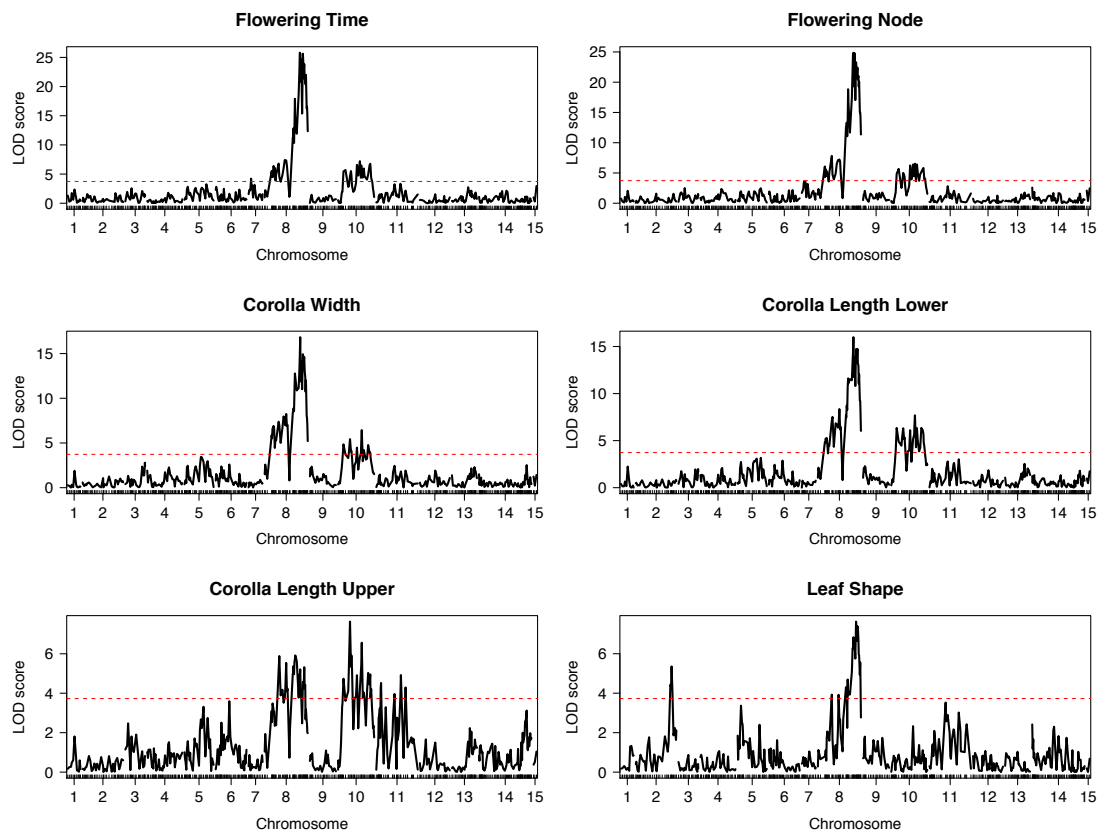 Flowering Time
Flowering Node
LOD score
25
20
15
10
5
0
1 2 3 4 5 6 7 8 9 10 11 12 13 14 15
Chromosome
LOD score
25
20
15
10
5
0
1 2 3 4 5 6 7 8 9 10 11 12 13 14 15
Chromosome
Corolla Width
Corolla Length Lower
LOD score
15
10
5
0
1 2 3 4 5 6 7 8 9 10 11 12 13 14 15
Chromosome
LOD score
15
10
5
0
1 2 3 4 5 6 7 8 9 10 11 12 13 14 15
Chromosome
Corolla Length Upper
Leaf Shape
LOD score
6
4
2
0
1 2 3 4 5 6 7 8 9 10 11 12 13 14 15
Chromosome
LOD score
6
4
2
0
1 2 3 4 5 6 7 8 9 10 11 12 13 14 15
Chromosome